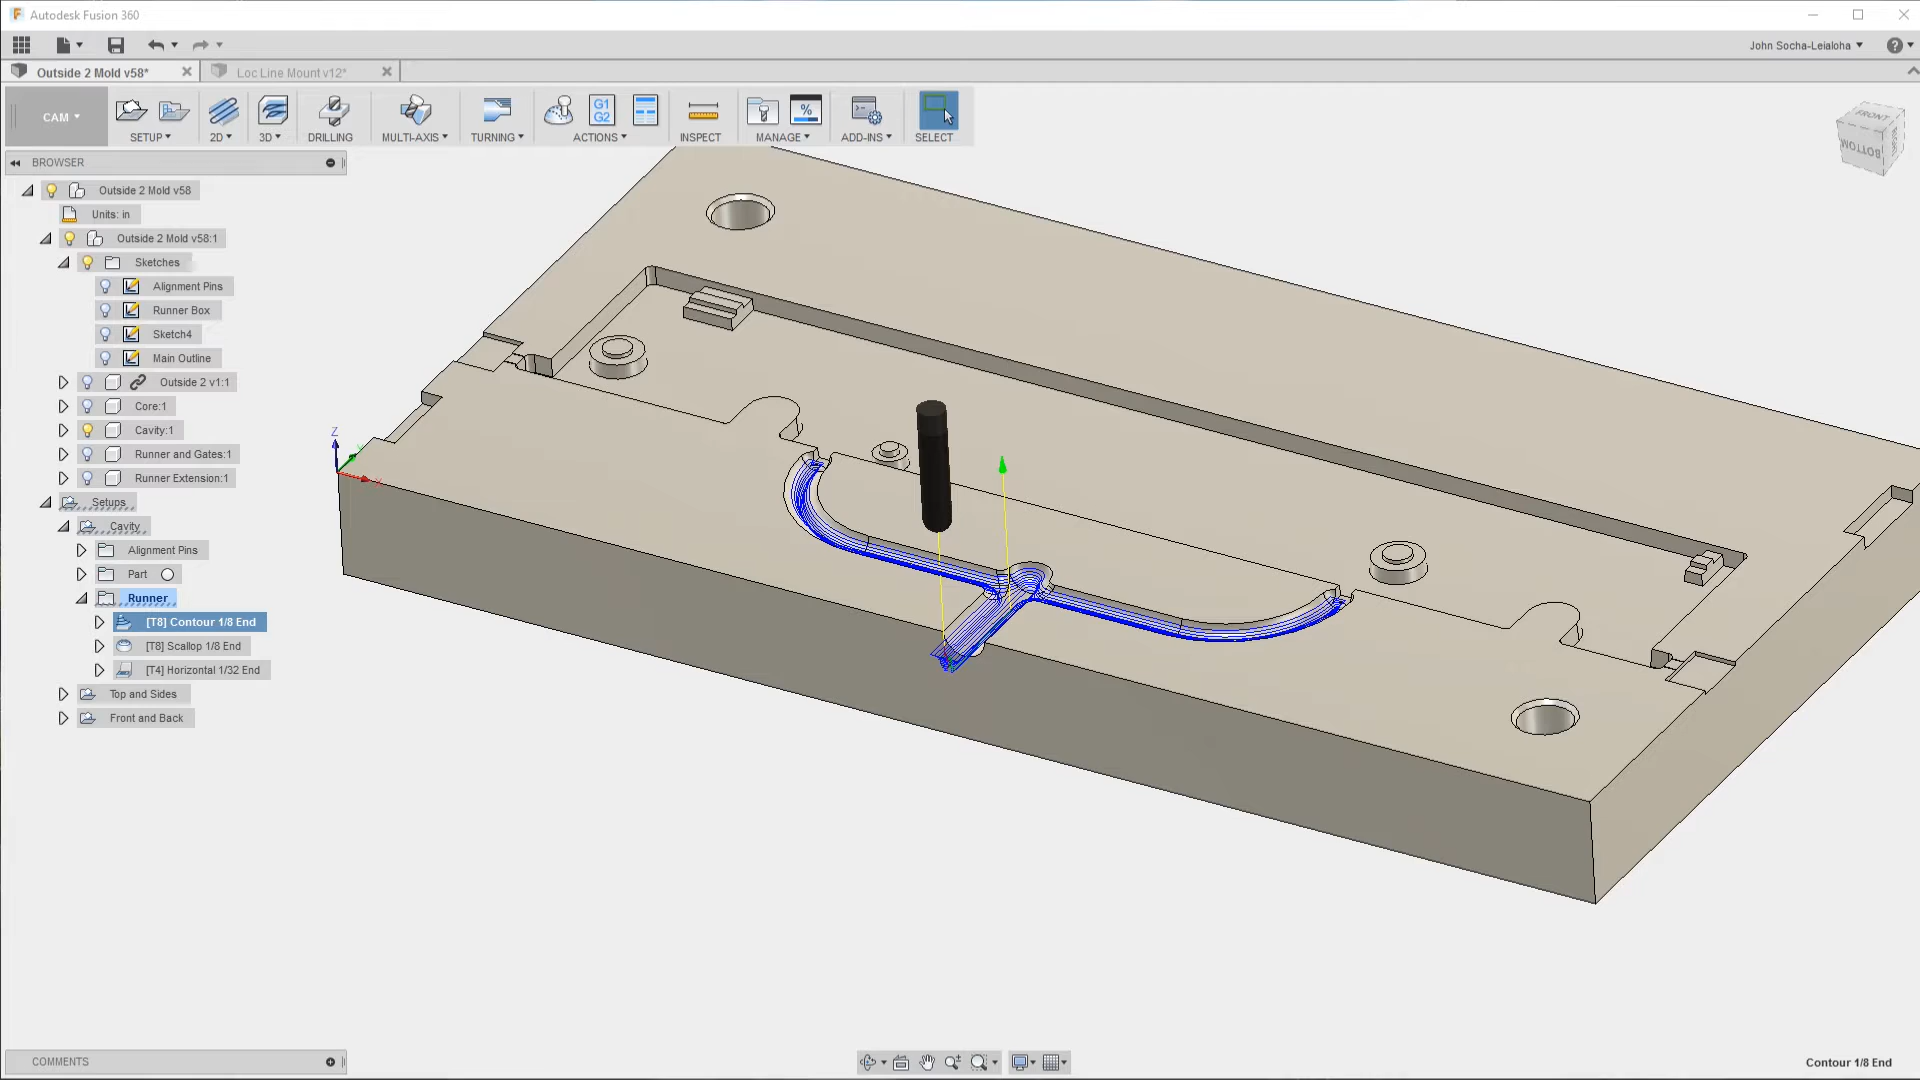 Autodesk Fusion 360
John Socha-Leialoha
Outside 2 Mold v58*
Loc Line Mount v12*
CAM
SETUP
2D
3D
DRILLING
MULTI-AXIS
TURNING
G1
G2
ACTIONS
INSPECT
%
MANAGE
ADD-INS
SELECT
FRONT
BOTTOM
BROWSER
Outside 2 Mold v58
Units: in
Outside 2 Mold v58:1
Sketches
Alignment Pins
Runner Box
Sketch4
Main Outline
Outside 2 v1:1
Core:1
Cavity:1
Runner and Gates:1
Runner Extension:1
Setups
Cavity
Alignment Pins
Part
Runner
[T8] Contour 1/8 End
[T8] Scallop 1/8 End
[T4] Horizontal 1/32 End
Top and Sides
Front and Back
Z
X
COMMENTS
Contour 1/8 End